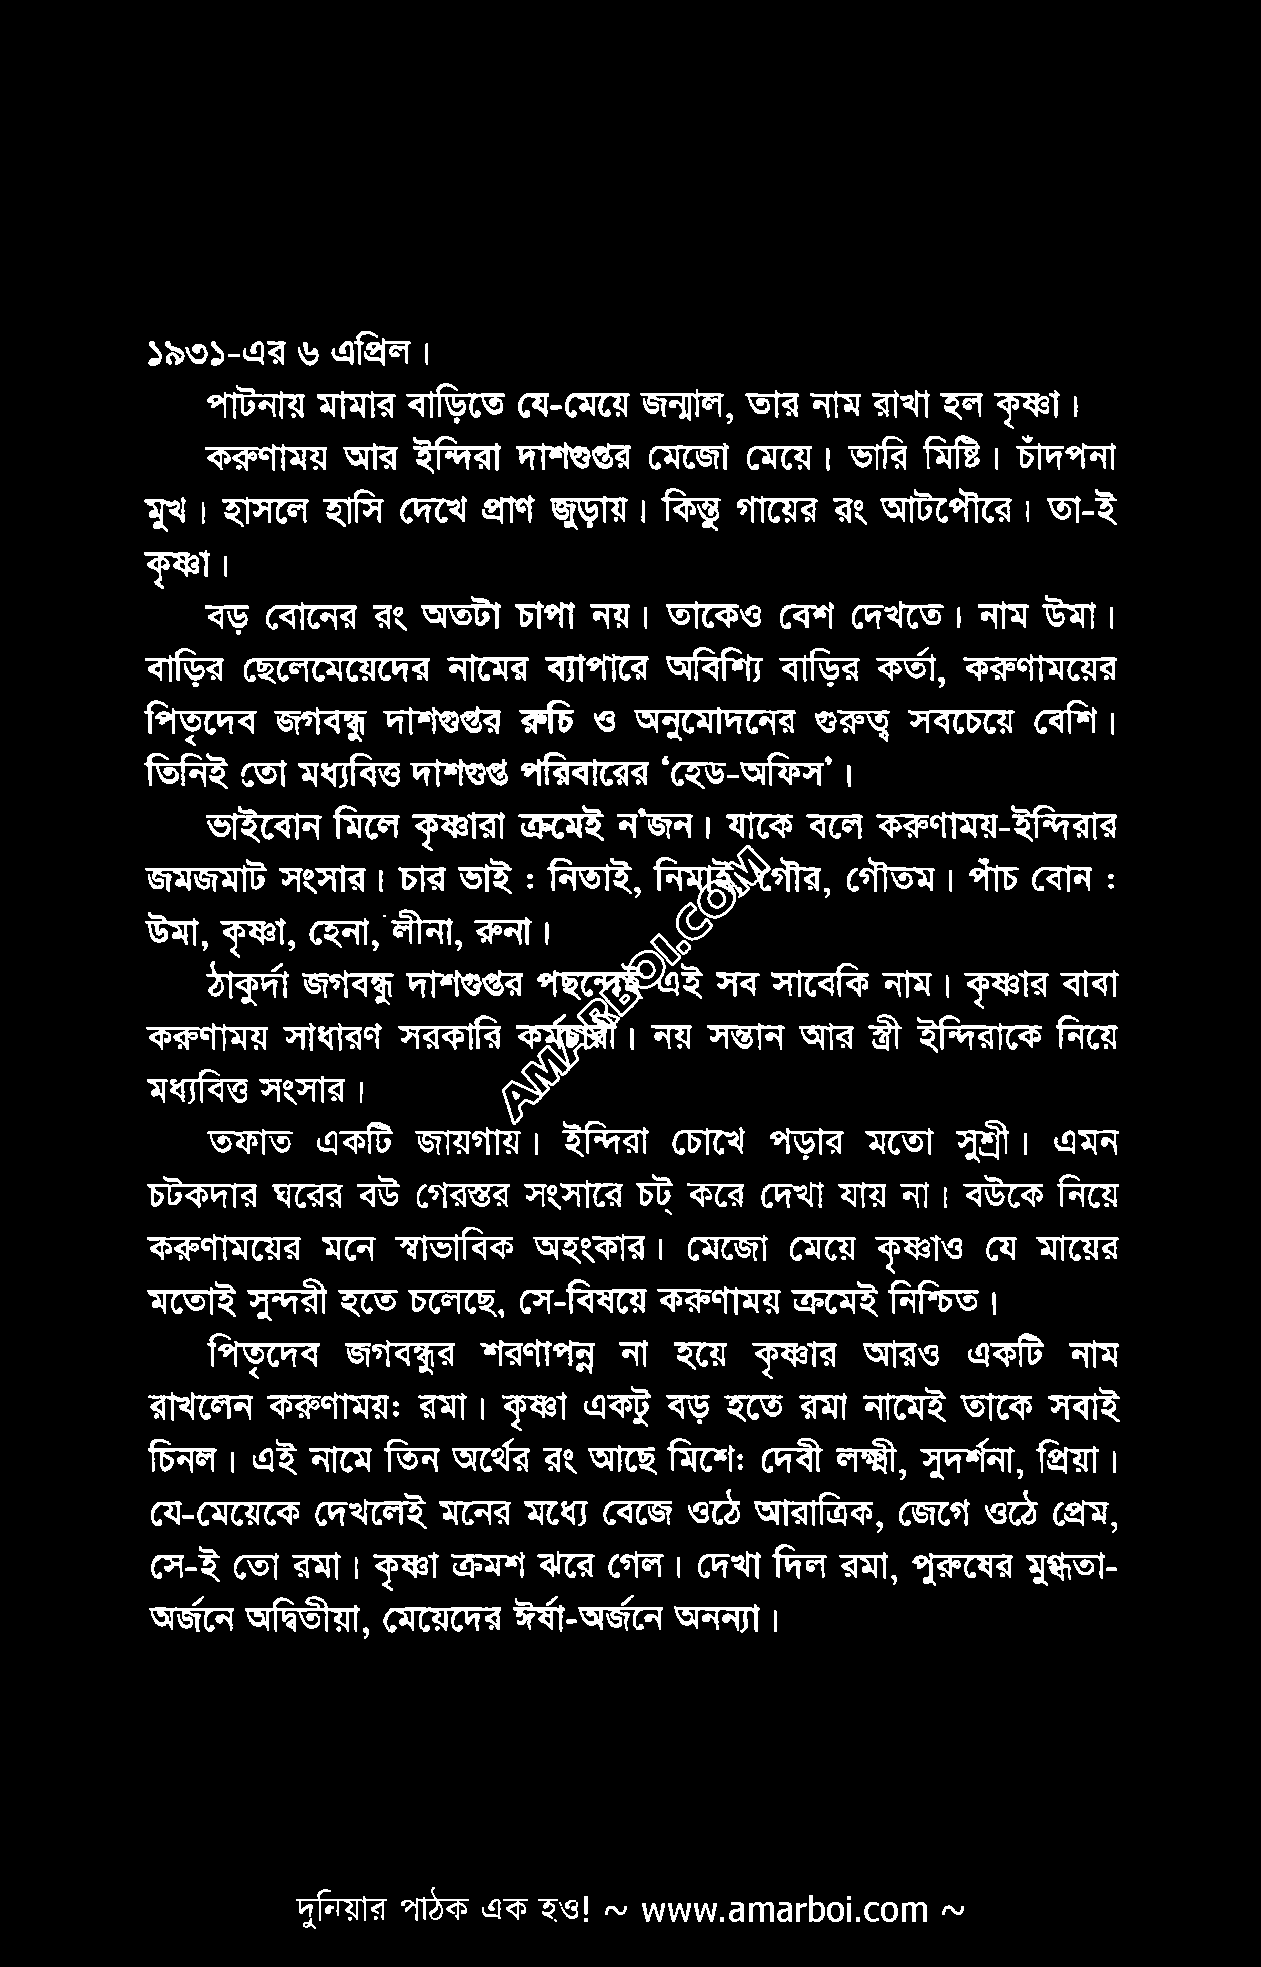 ১৯৩১-এর ৬ এপ্রিল।
পাটনায় মামার বাড়িতে যে-মেয়ে জন্মাল, তার নাম রাখা হল কৃষ্ণা।
করুণাময় আর ইন্দিরা দাশগুপ্তর মেজো মেয়ে। ভারি মিষ্টি। চাঁদপনা
মুখ। হাসলে হাসি দেখে প্রাণ জুড়ায়। কিন্তু গায়ের রং আটপৌরে। তা-ই
কৃষ্ণা।
বড় বোনের রং অতটা চাপা নয়। তাকেও বেশ দেখতে। নাম উমা।
বাড়ির ছেলেমেয়েদের নামের ব্যাপারে অবিশ্যি বাড়ির কর্তা, করুণাময়ের
পিতৃদেব জগবন্ধু দাশগুপ্তর রুচি ও অনুমোদনের গুরুত্ব সবচেয়ে বেশি।
তিনিই তো মধ্যবিত্ত দাশগুপ্ত পরিবারের ‘হেড-অফিস’।
ভাইবোন মিলে কৃষ্ণারা ক্রমেই ন’জন। যাকে বলে করুণাময়-ইন্দিরার
জমজমাট সংসার। চার ভাই : নিতাই, নিমাই, গৌর, গৌতম। পাঁচ বোন :
উমা, কৃষ্ণা, হেনা, লীনা, রুনা।
ঠাকুর্দা জগবন্ধু দাশগুপ্তর পছন্দেই এই সব সাবেকি নাম। কৃষ্ণার বাবা
করুণাময় সাধারণ সরকারি কর্মচারী। নয় সন্তান আর স্ত্রী ইন্দিরাকে নিয়ে
মধ্যবিত্ত সংসার।
তফাত একটি জায়গায়। ইন্দিরা চোখে পড়ার মতো সুশ্রী। এমন
চটকদার ঘরের বউ গেরস্তর সংসারে চট্ করে দেখা যায় না। বউকে নিয়ে
করুণাময়ের মনে স্বাভাবিক অহংকার। মেজো মেয়ে কৃষ্ণাও যে মায়ের
মতোই সুন্দরী হতে চলেছে, সে-বিষয়ে করুণাময় ক্রমেই নিশ্চিত।
পিতৃদেব জগবন্ধুর শরণাপন্ন না হয়ে কৃষ্ণার আরও একটি নাম
রাখলেন করুণাময়: রমা। কৃষ্ণা একটু বড় হতে রমা নামেই তাকে সবাই
চিনল। এই নামে তিন অর্থের রং আছে মিশে: দেবী লক্ষ্মী, সুদর্শনা, প্রিয়া।
যে-মেয়েকে দেখলেই মনের মধ্যে বেজে ওঠে আরাত্রিক, জেগে ওঠে প্রেম,
সে-ই তো রমা। কৃষ্ণা ক্রমশ ঝরে গেল। দেখা দিল রমা, পুরুষের মুগ্ধতা-
অর্জনে অদ্বিতীয়া, মেয়েদের ঈর্ষা-অর্জনে অনন্যা।
AMARBOI.COM
দুনিয়ার পাঠক এক হও! ~ www.amarboi.com ~